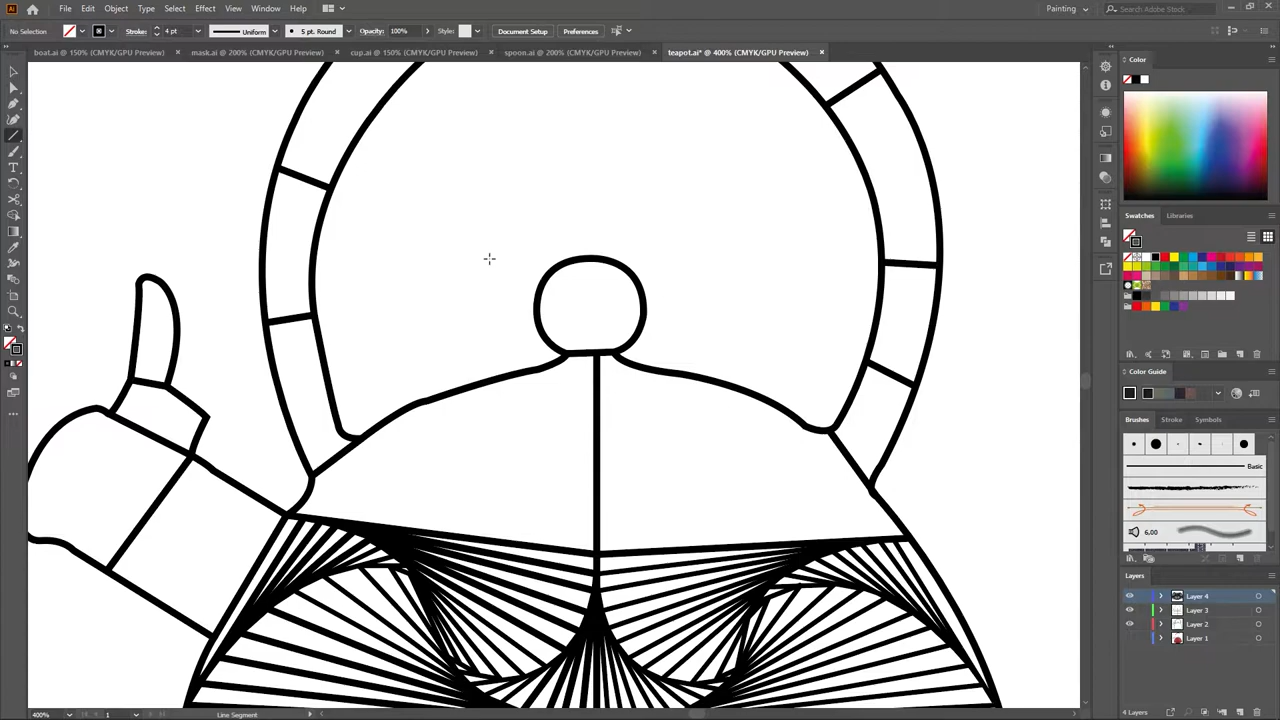 Ai File Edit Object Type Select Effect View Window Help Painting Search Adobe Stock
No Selection Stroke: 4 pt Uniform 5 pt. Round Opacity: 100% Style: Document Setup Preferences
boat.ai @ 150% (CMYK/GPU Preview) mask.ai @ 200% (CMYK/GPU Preview) cup.ai @ 150% (CMYK/GPU Preview) spoon.ai @ 200% (CMYK/GPU Preview) teapot.ai* @ 400% (CMYK/GPU Preview)
Color
Swatches Libraries
Color Guide
Brushes Stroke Symbols
Basic
6,00
Layers
Layer 4
Layer 3
Layer 2
Layer 1
4 Layers
400% 1 Line Segment